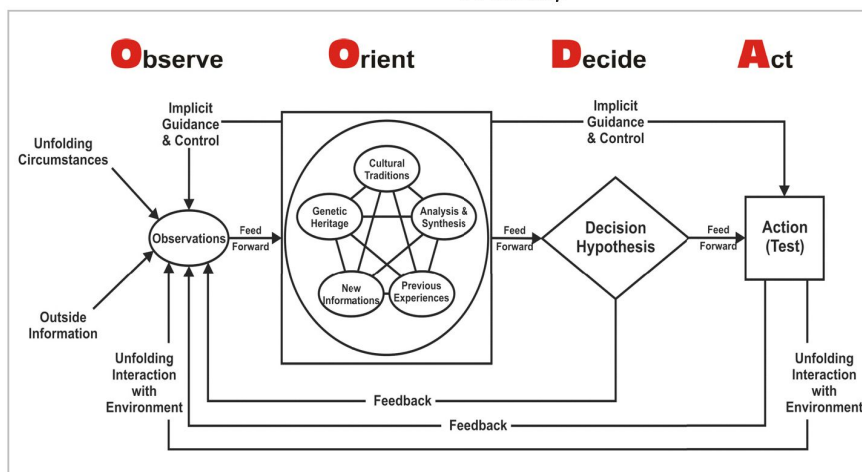 Observe
Orient
Decide
Act
Implicit
Guidance
& Control
Implicit
Guidance
& Control
Unfolding
Circumstances
Cultural
Traditions
Genetic
Heritage
Analysis &
Synthesis
New
Informations
Previous
Experiences
Observations
Feed
Forward
Feed
Forward
Decision
Hypothesis
Feed
Forward
Action
(Test)
Outside
Information
Unfolding
Interaction
with
Environment
Unfolding
Interaction
with
Environment
Feedback
Feedback